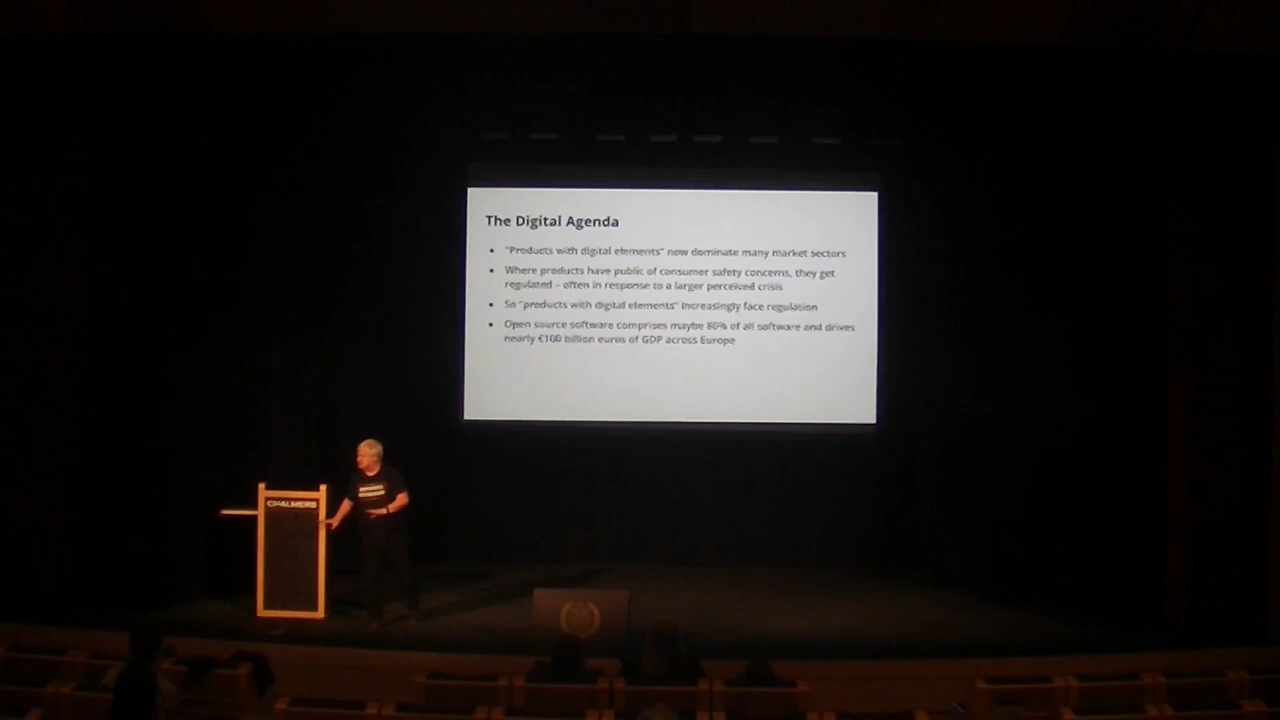 The Digital Agenda
• "Products with digital elements" now dominate many market sectors
• Where products have public of consumer safety concerns, they get
regulated – often in response to a larger perceived crisis
• So "products with digital elements" increasingly face regulation
• Open source software comprises maybe 80% of all software and drives
nearly €100 billion euros of GDP across Europe
CHALMERS